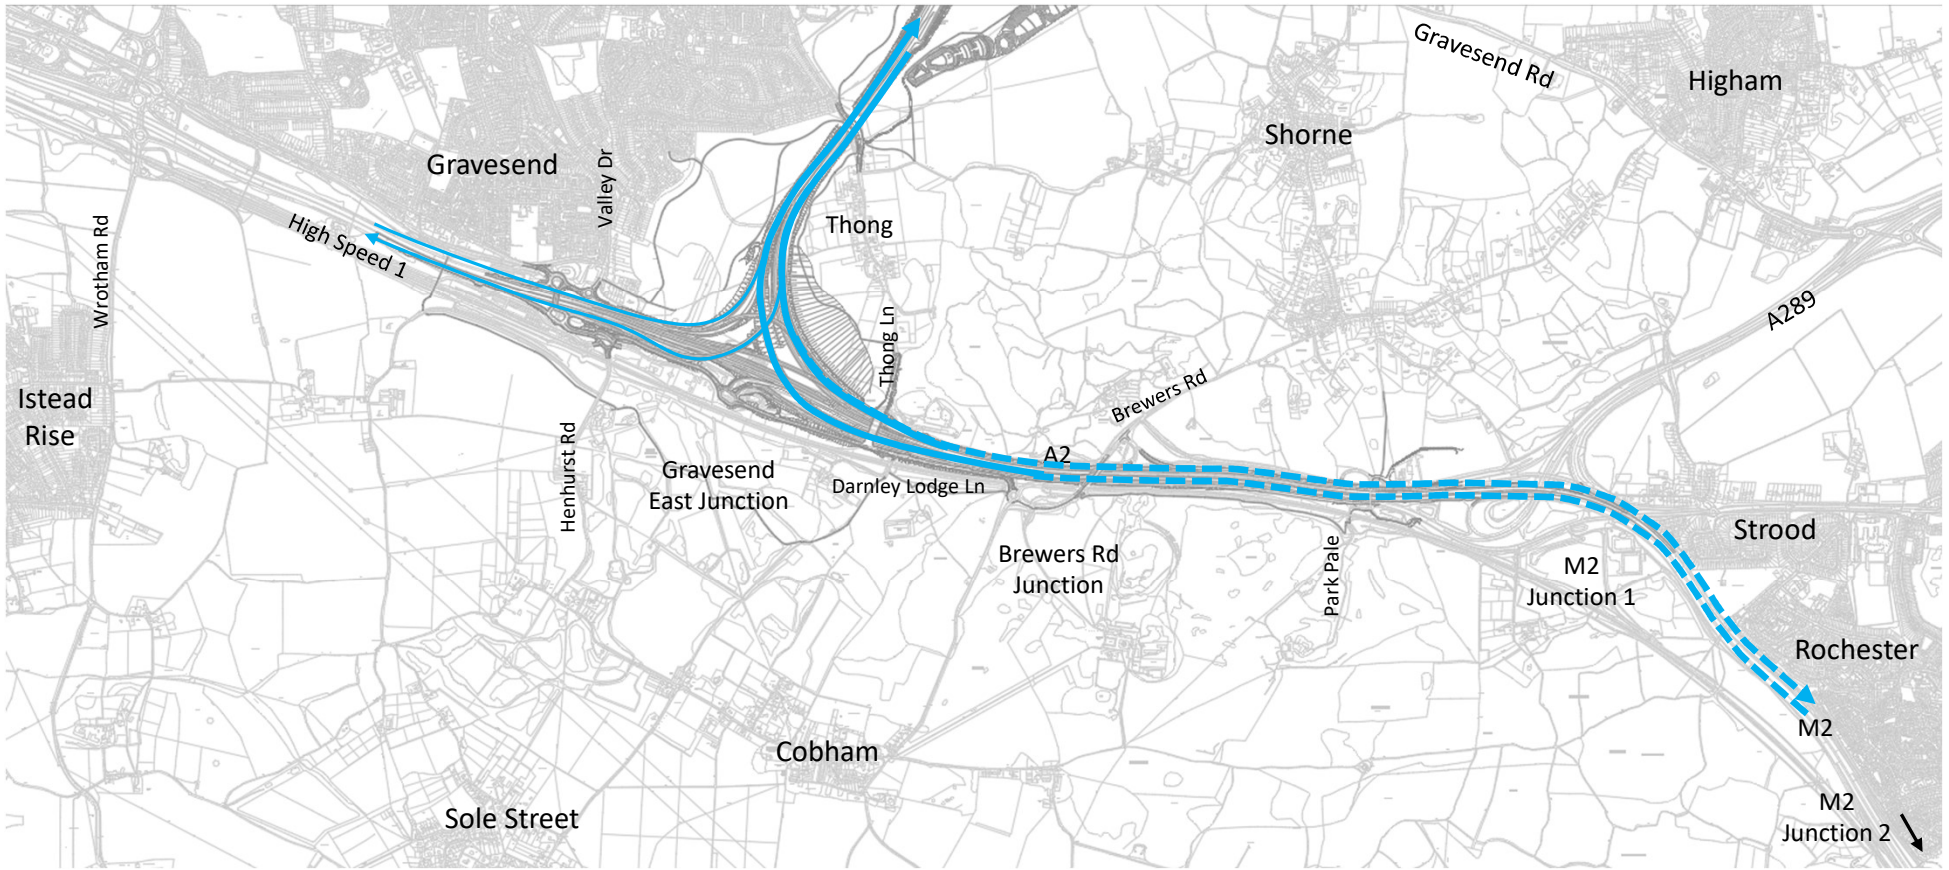 Gravesend Rd
Higham
Shorne
Gravesend
Valley Dr
Thong
High Speed 1
Wrotham Rd
A289
Thong Ln
Istead
Rise
Brewers Rd
Henhurst Rd
A2
Gravesend
East Junction
Darnley Lodge Ln
Strood
Brewers Rd
Junction
Park Pale
M2
Junction 1
Rochester
M2
Cobham
Sole Street
M2
Junction 2